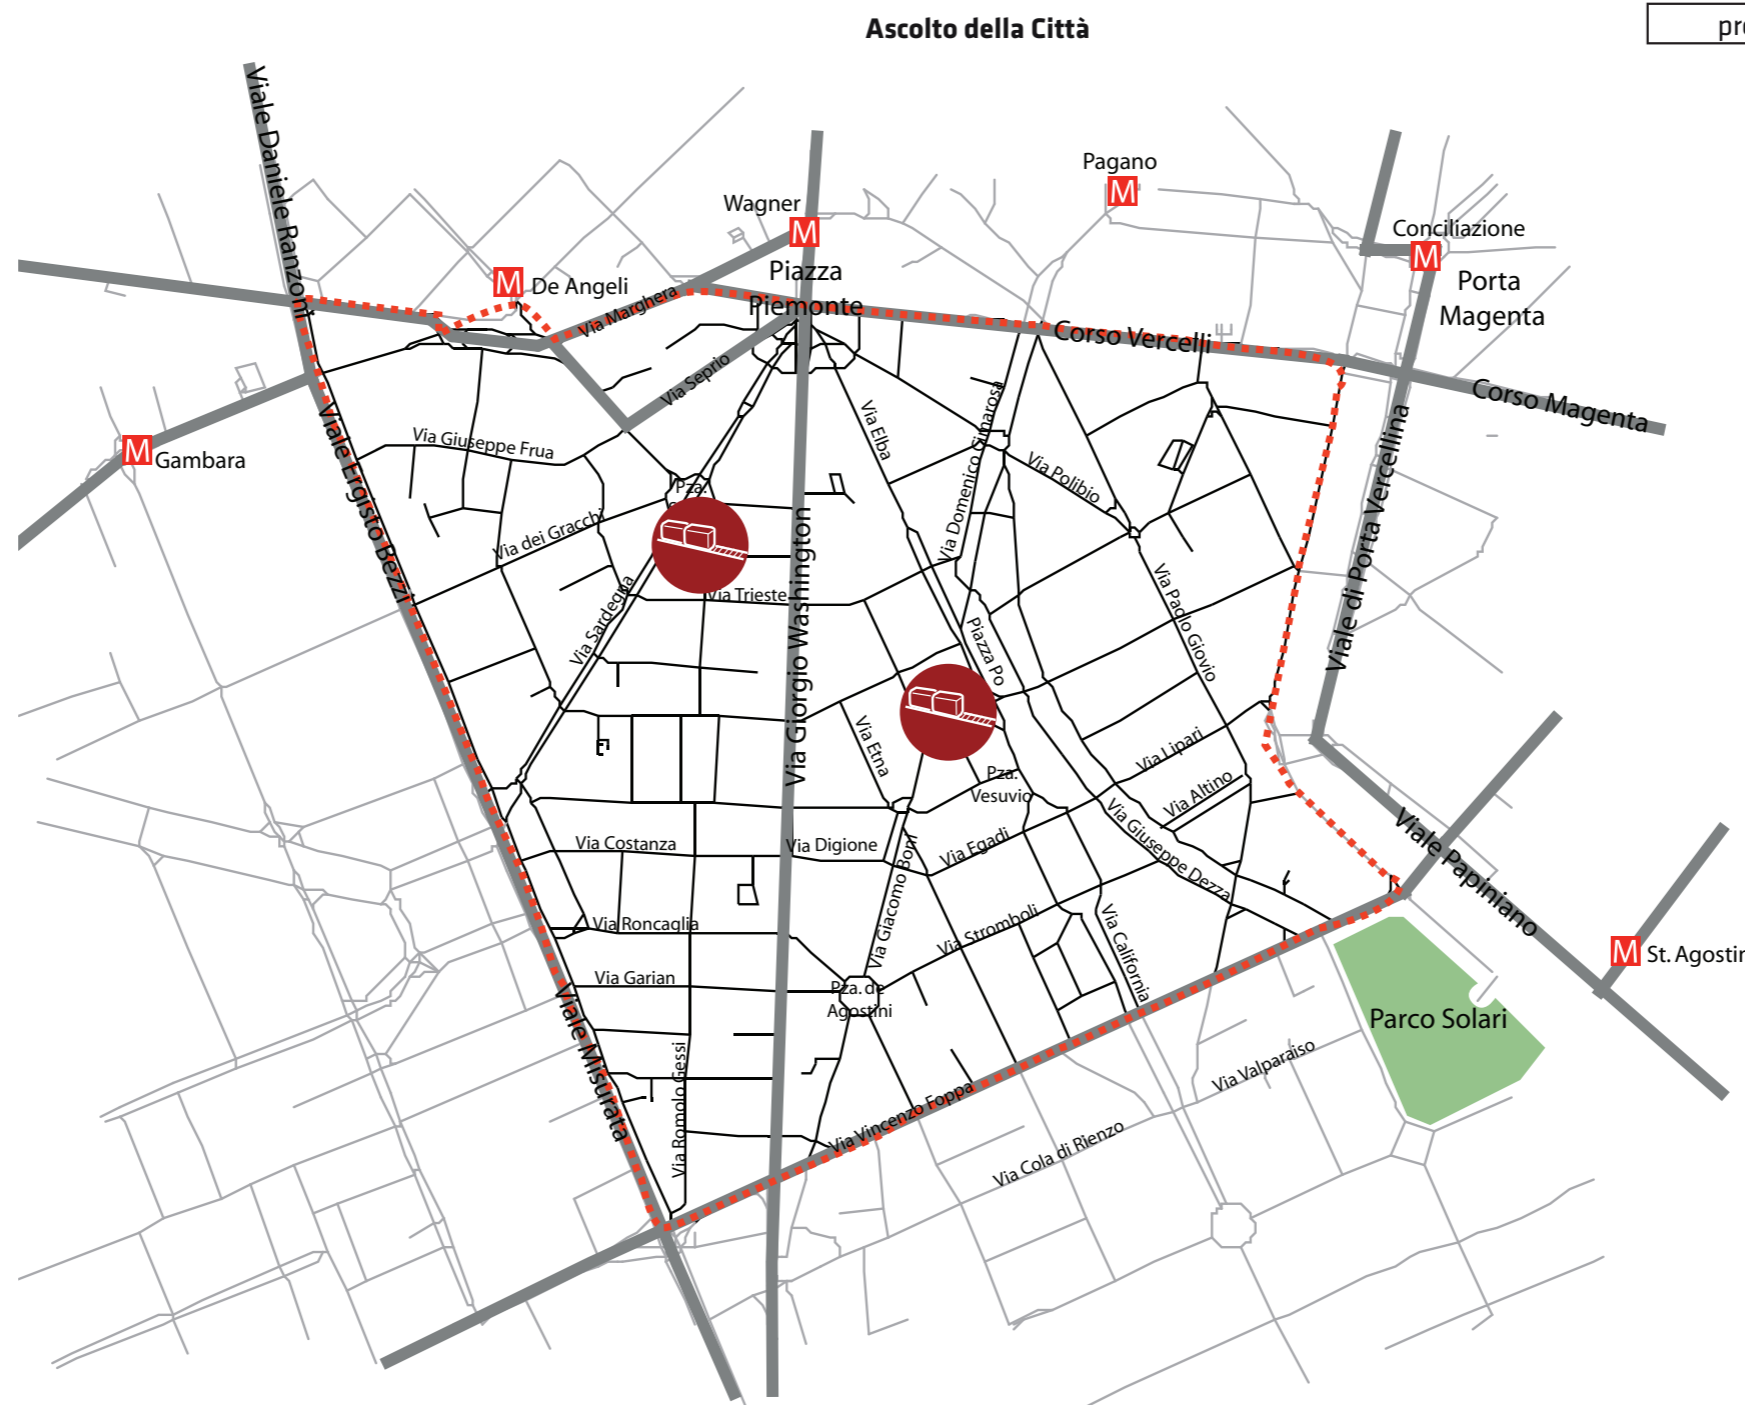 Ascolto della Città
Viale Daniele Ranzoni
Pagano
M
Wagner
M
Conciliazione
M
Piazza
Piemonte
Porta
Magenta
M
De Angeli
Via Marghera
Corso Vercelli
Corso Magenta
Via Seprio
Via Elba
Via Domenico Cimarosa
Viale di Porta Vercellina
Viale Ergisto Bezzi
M
Gambara
Via Giuseppe Frua
Via Polibio
Pza.
Via dei Gracchi
Via Giorgio Washington
Via Trieste
Via Sardegna
Via Paolo Giovio
Piazza Po
Via Etna
Via Lipari
Pza.
Vesuvio
Via Altino
Via Giuseppe Dezza
Viale Papiniano
Via Costanza
Via Digione
Via Egadi
Via Giacomo Boni
Via Roncaglia
Via Stromboli
Via California
M
St. Agostin
Via Garian
Pza. de
Agostini
Parco Solari
Viale Misurata
Via Romolo Gessi
Via Valparaiso
Via Vincenzo Foppa
Via Cola di Rienzo